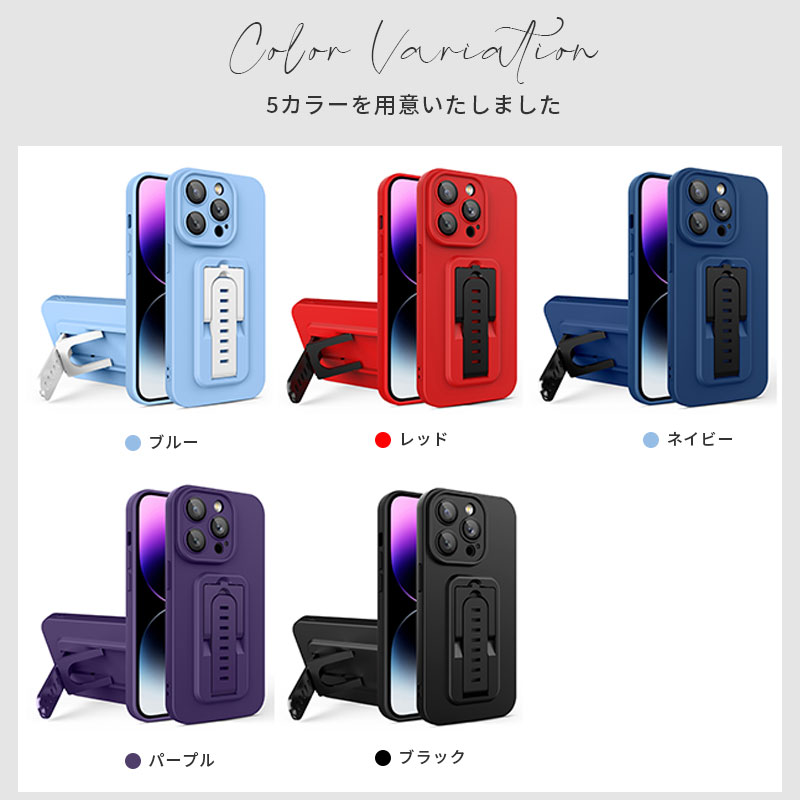 Color Variation
5カラーを用意いたしました
ブルー
レッド
ネイビー
パープル
ブラック